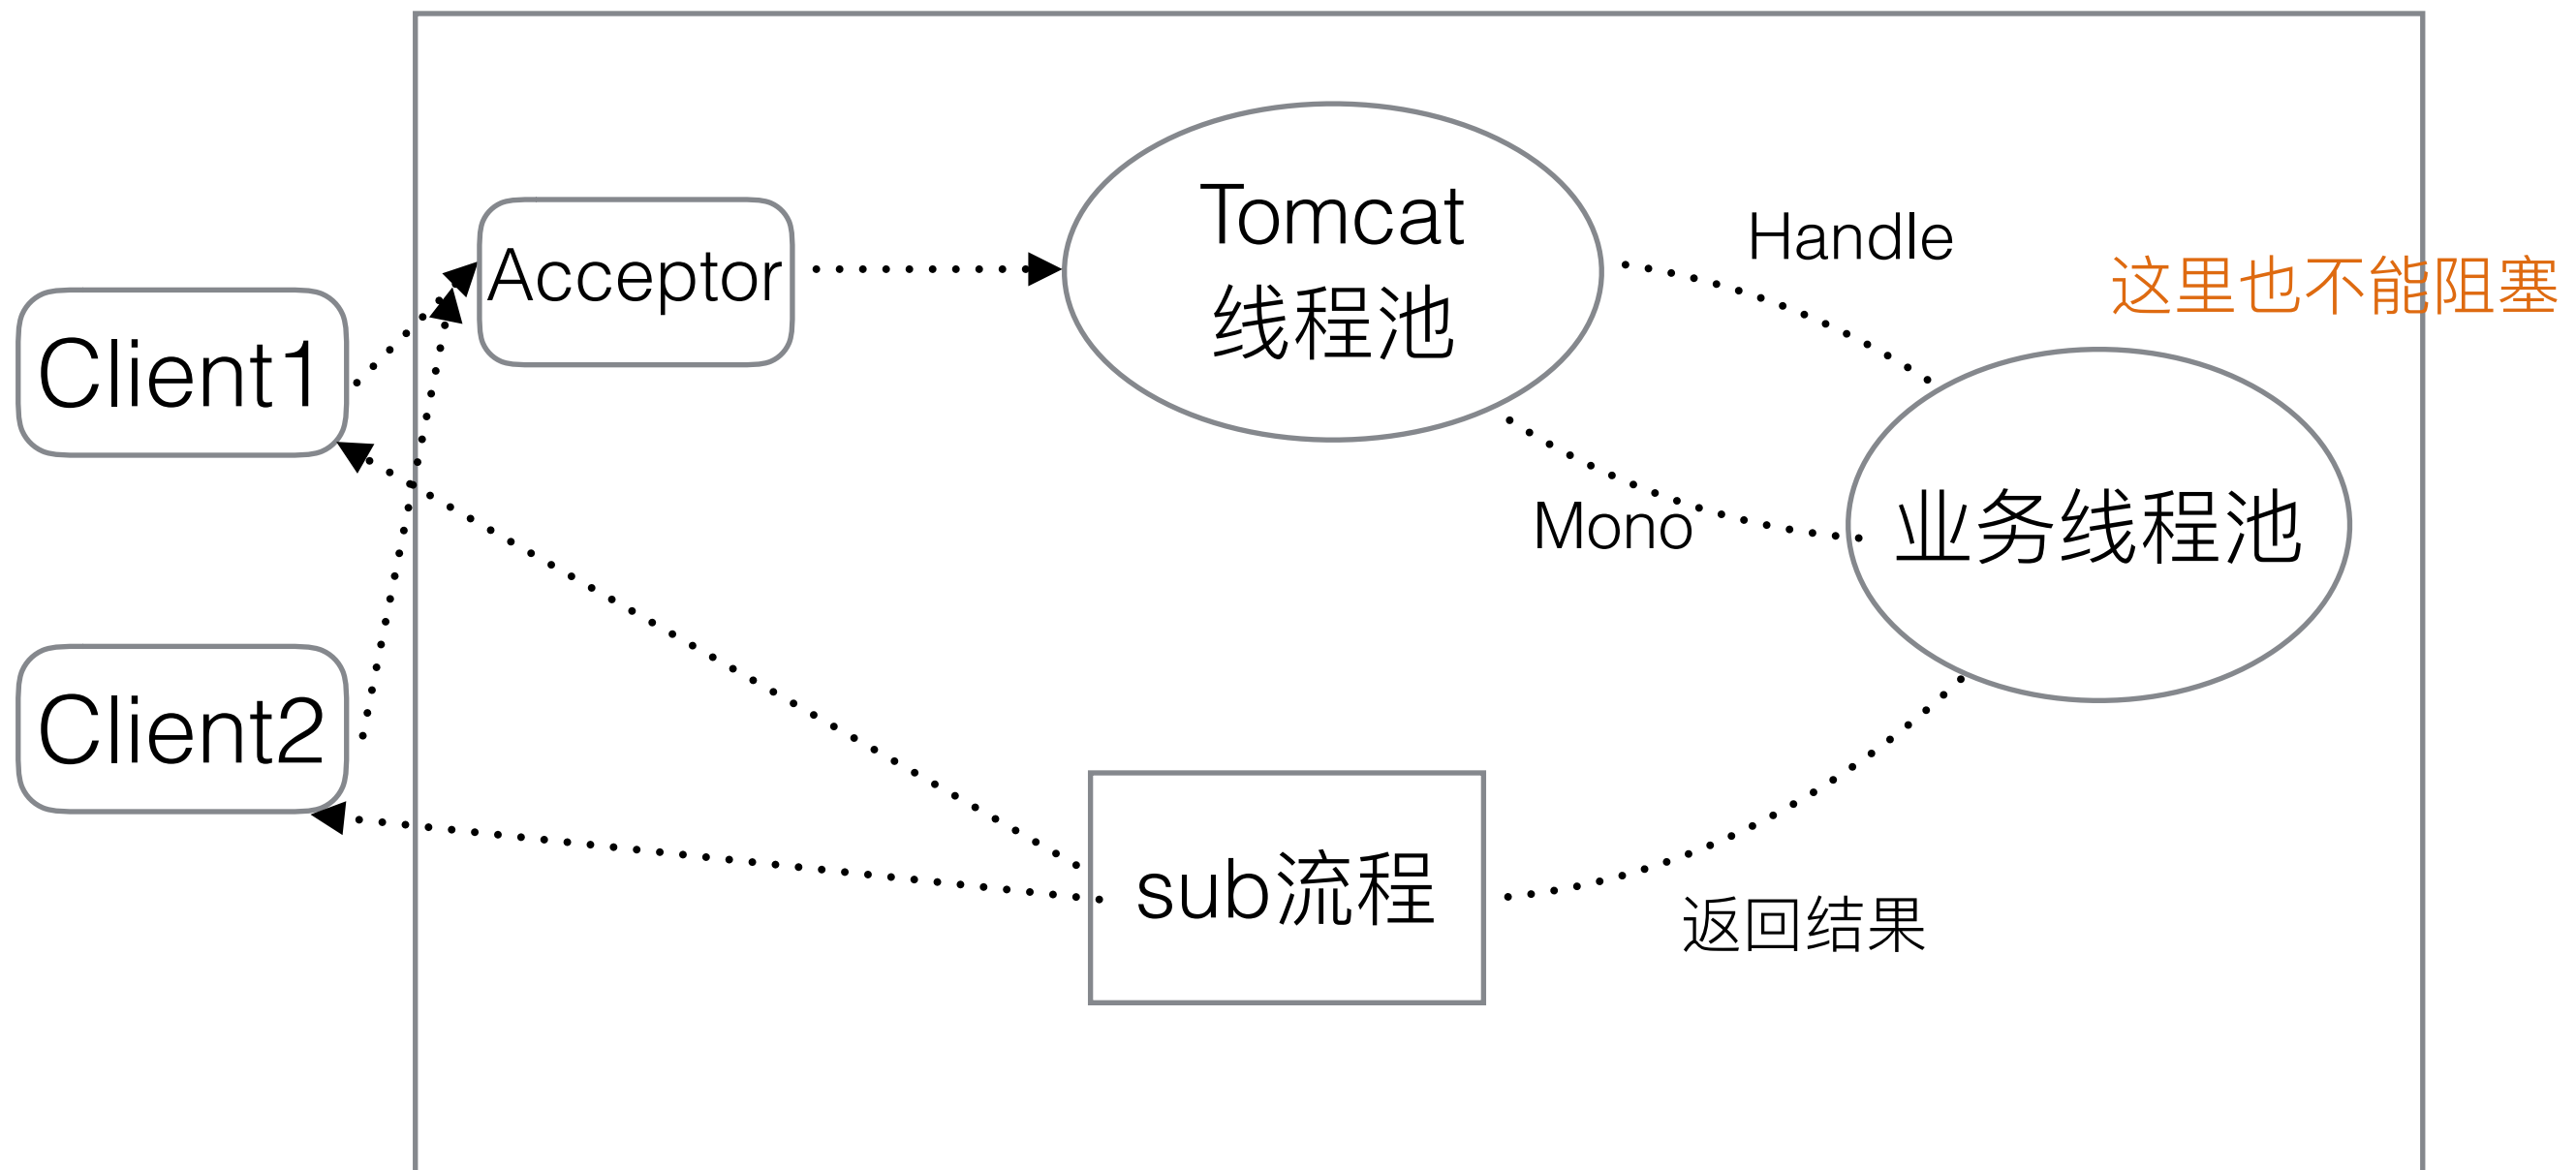 Tomcat
线程池
Handle
Acceptor
这里也不能阻塞
Client1
Mono
业务线程池
Client2
sub流程
返回结果